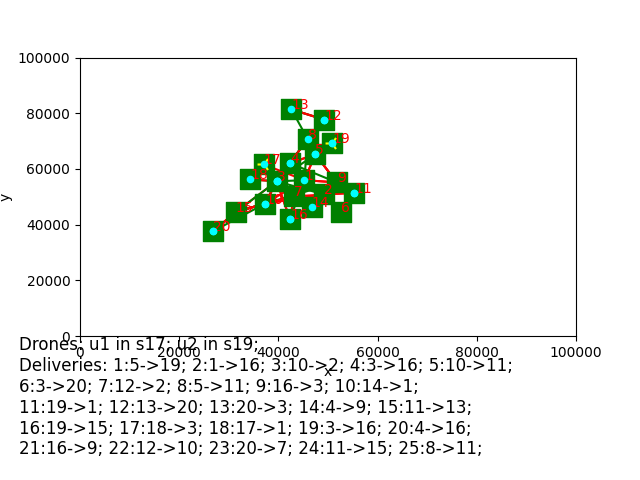 100000
80000
60000
40000
20000
0
y
0 20000 40000 60000 80000 100000
x
Drones: u1 in s17; u2 in s19;
Deliveries: 1:5->19; 2:1->16; 3:10->2; 4:3->16; 5:10->11;
6:3->20; 7:12->2; 8:5->11; 9:16->3; 10:14->1;
11:19->1; 12:13->20; 13:20->3; 14:4->9; 15:11->13;
16:19->15; 17:18->3; 18:17->1; 19:3->16; 20:4->16;
21:16->9; 22:12->10; 23:20->7; 24:11->15; 25:8->11;